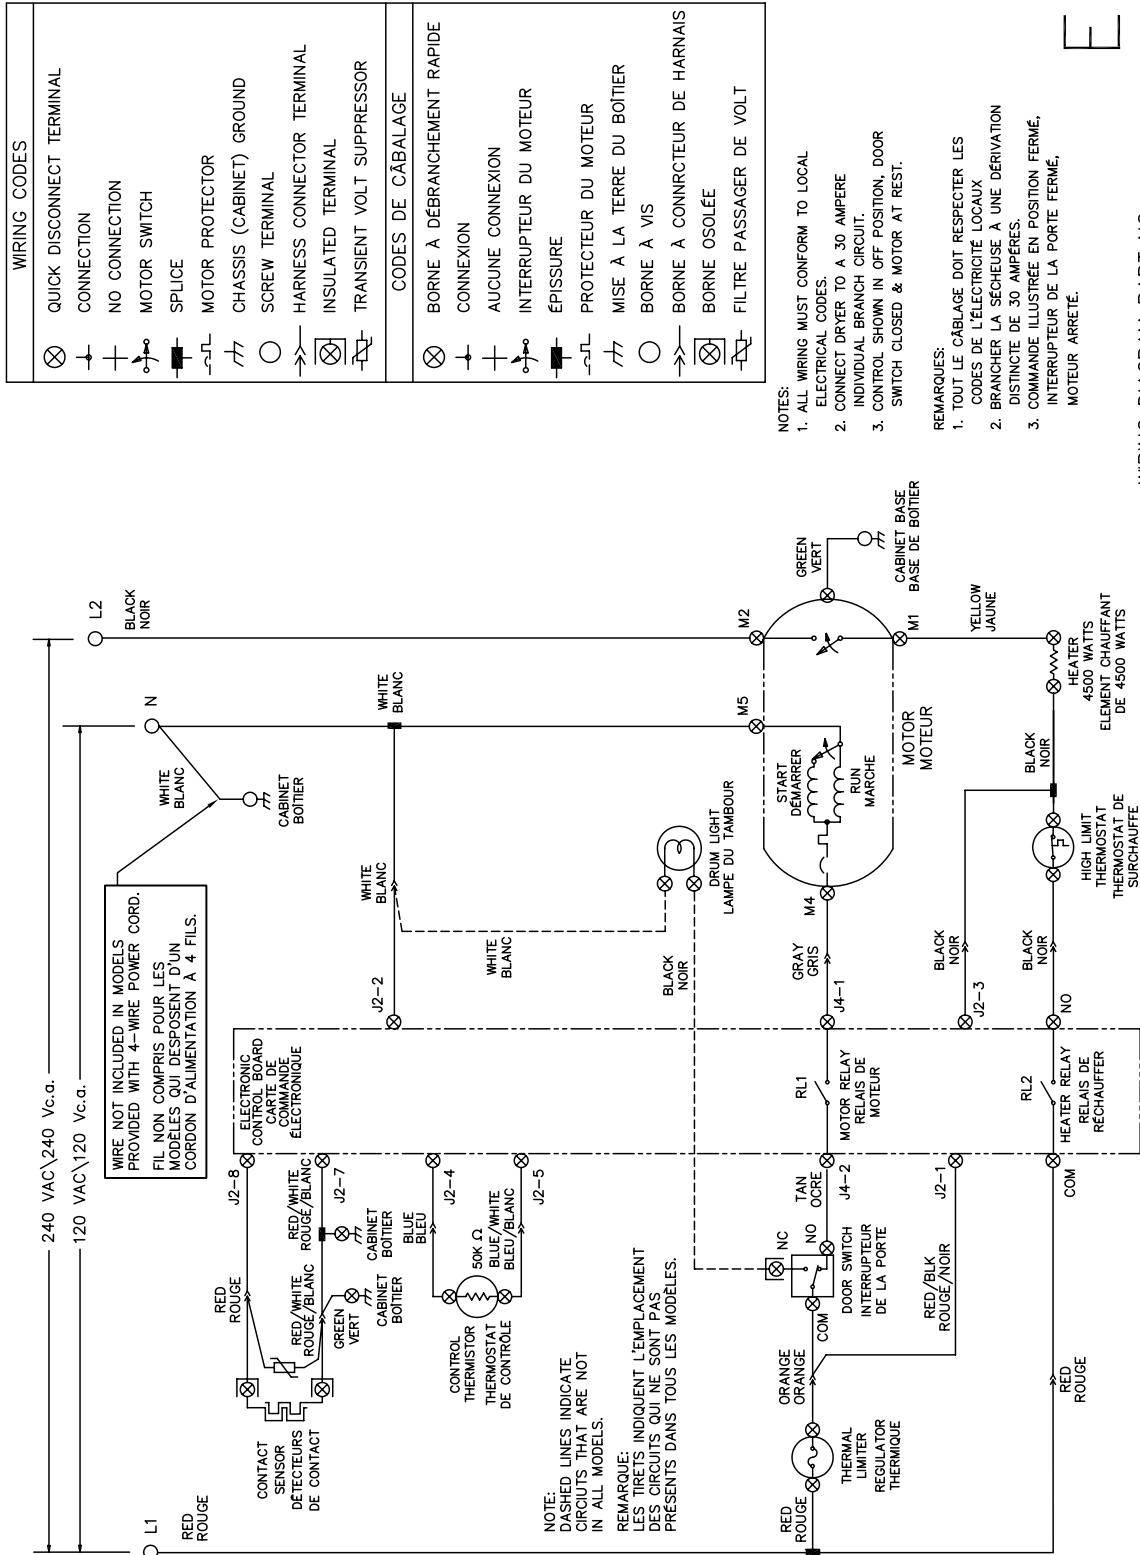 WIRING CODES
QUICK DISCONNECT TERMINAL
CONNECTION
NO CONNECTION
MOTOR SWITCH
SPLICE
MOTOR PROTECTOR
CHASSIS (CABINET) GROUND
SCREW TERMINAL
HARNESS CONNECTOR TERMINAL
INSULATED TERMINAL
TRANSIENT VOLT SUPPRESSOR
CODES DE CÂBALAGE
BORNE À DÉBRANCHEMENT RAPIDE
CONNEXION
AUCUNE CONNEXION
INTERRUPTEUR DU MOTEUR
ÉPISSURE
PROTECTEUR DU MOTEUR
MISE À LA TERRE DU BOÎTIER
BORNE À VIS
BORNE À CONNRCTEUR DE HARNAIS
BORNE OSOLÉE
FILTRE PASSAGER DE VOLT
NOTES:
1. ALL WIRING MUST CONFORM TO LOCAL
ELECTRICAL CODES.
2. CONNECT DRYER TO A 30 AMPERE
INDIVIDUAL BRANCH CIRCUIT.
3. CONTROL SHOWN IN OFF POSITION, DOOR
SWITCH CLOSED & MOTOR AT REST.
REMARQUES:
1. TOUT LE CÂBLAGE DOIT RESPECTER LES
CODES DE L'ÉLECTRICITÉ LOCAUX
2. BRANCHER LA SÉCHEUSE À UNE DÉRIVATION
DISTINCTE DE 30 AMPÉRES.
3. COMMANDE ILLUSTRÉE EN POSITION FERMÉ,
INTERRUPTEUR DE LA PORTE FERMÉ,
MOTEUR ARRETÉ.
E
240 VAC\240 Vc.a.
120 VAC\120 Vc.a.
L1
RED
ROUGE
N
L2
BLACK
NOIR
WHITE
BLANC
CABINET
BOÎTIER
WIRE NOT INCLUDED IN MODELS
PROVIDED WITH 4-WIRE POWER CORD.
FIL NON COMPRIS POUR LES
MODÈLES QUI DESPOSENT D'UN
CORDON D'ALIMENTATION À 4 FILS.
WHITE
BLANC
WHITE
BLANC
J2-2
ELECTRONIC
CONTROL BOARD
CARTE DE
COMMANDE
ÉLECTRONIQUE
J2-8
RED
ROUGE
RED/WHITE
ROUGE/BLANC
J2-7
CABINET
BOÎTIER
RED/WHITE
ROUGE/BLANC
GREEN
VERT
CABINET
BOÎTIER
CONTACT
SENSOR
DÉTECTEURS
DE CONTACT
J2-4
BLUE
BLEU
50K Ω
BLUE/WHITE
BLEU/BLANC
J2-5
CONTROL
THERMISTOR
THERMOSTAT
DE CONTRÔLE
NOTE:
DASHED LINES INDICATE
CIRCIUTS THAT ARE NOT
IN ALL MODELS.
REMARQUE:
LES TIRETS INDIQUENT L'EMPLACEMENT
DES CIRCUITS QUI NE SONT PAS
PRÉSENTS DANS TOUS LES MODÈLES.
WHITE
BLANC
BLACK
NOIR
DRUM LIGHT
LAMPE DU TAMBOUR
M5
M2
START
DÉMARRER
RUN
MARCHE
MOTOR
MOTEUR
M4
M1
GREEN
VERT
CABINET BASE
BASE DE BOÎTIER
GRAY
GRIS
J4-1
RL1
MOTOR RELAY
RELAIS DE
MOTEUR
TAN
OCRE
J4-2
NC
NO
COM
DOOR SWITCH
INTERRUPTEUR
DE LA PORTE
ORANGE
ORANGE
THERMAL
LIMITER
REGULATOR
THERMIQUE
RED
ROUGE
RED/BLK
ROUGE/NOIR
J2-1
BLACK
NOIR
J2-3
YELLOW
JAUNE
HEATER
4500 WATTS
ELEMENT CHAUFFANT
DE 4500 WATTS
BLACK
NOIR
HIGH LIMIT
THERMOSTAT
THERMOSTAT DE
SURCHAUFFE
BLACK
NOIR
NO
RL2
HEATER RELAY
RELAIS DE
RÉCHAUFFER
COM
RED
ROUGE